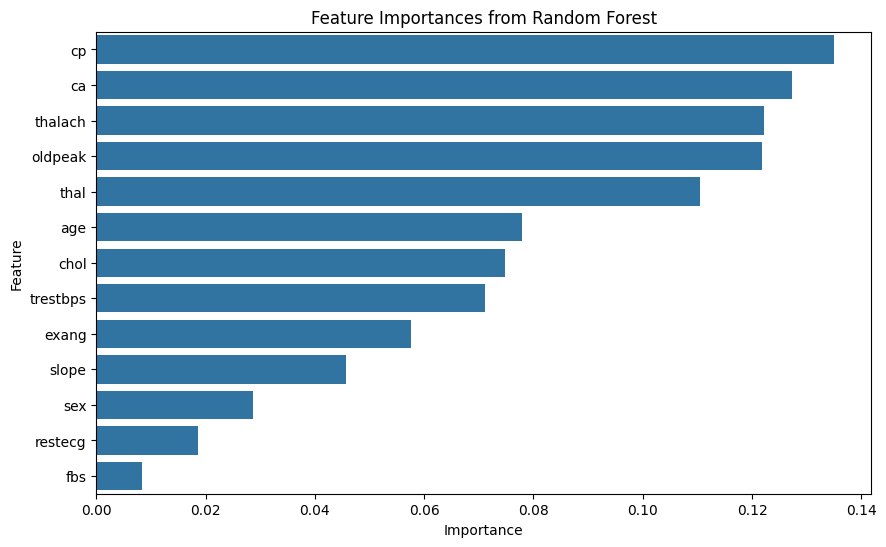 Feature Importances from Random Forest
Feature
cp
ca
thalach
oldpeak
thal
age
chol
trestbps
exang
slope
sex
restecg
fbs
0.00 0.02 0.04 0.06 0.08 0.10 0.12 0.14
Importance